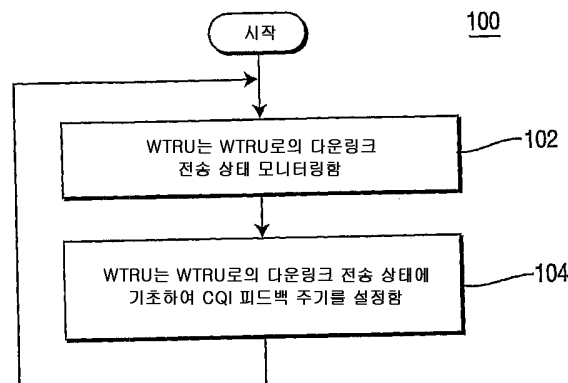 시작
100
WTRU는 WTRU로의 다운링크
전송 상태 모니터링함
102
WTRU는 WTRU로의 다운링크 전송 상태에
기초하여 CQI 피드백 주기를 설정함
104